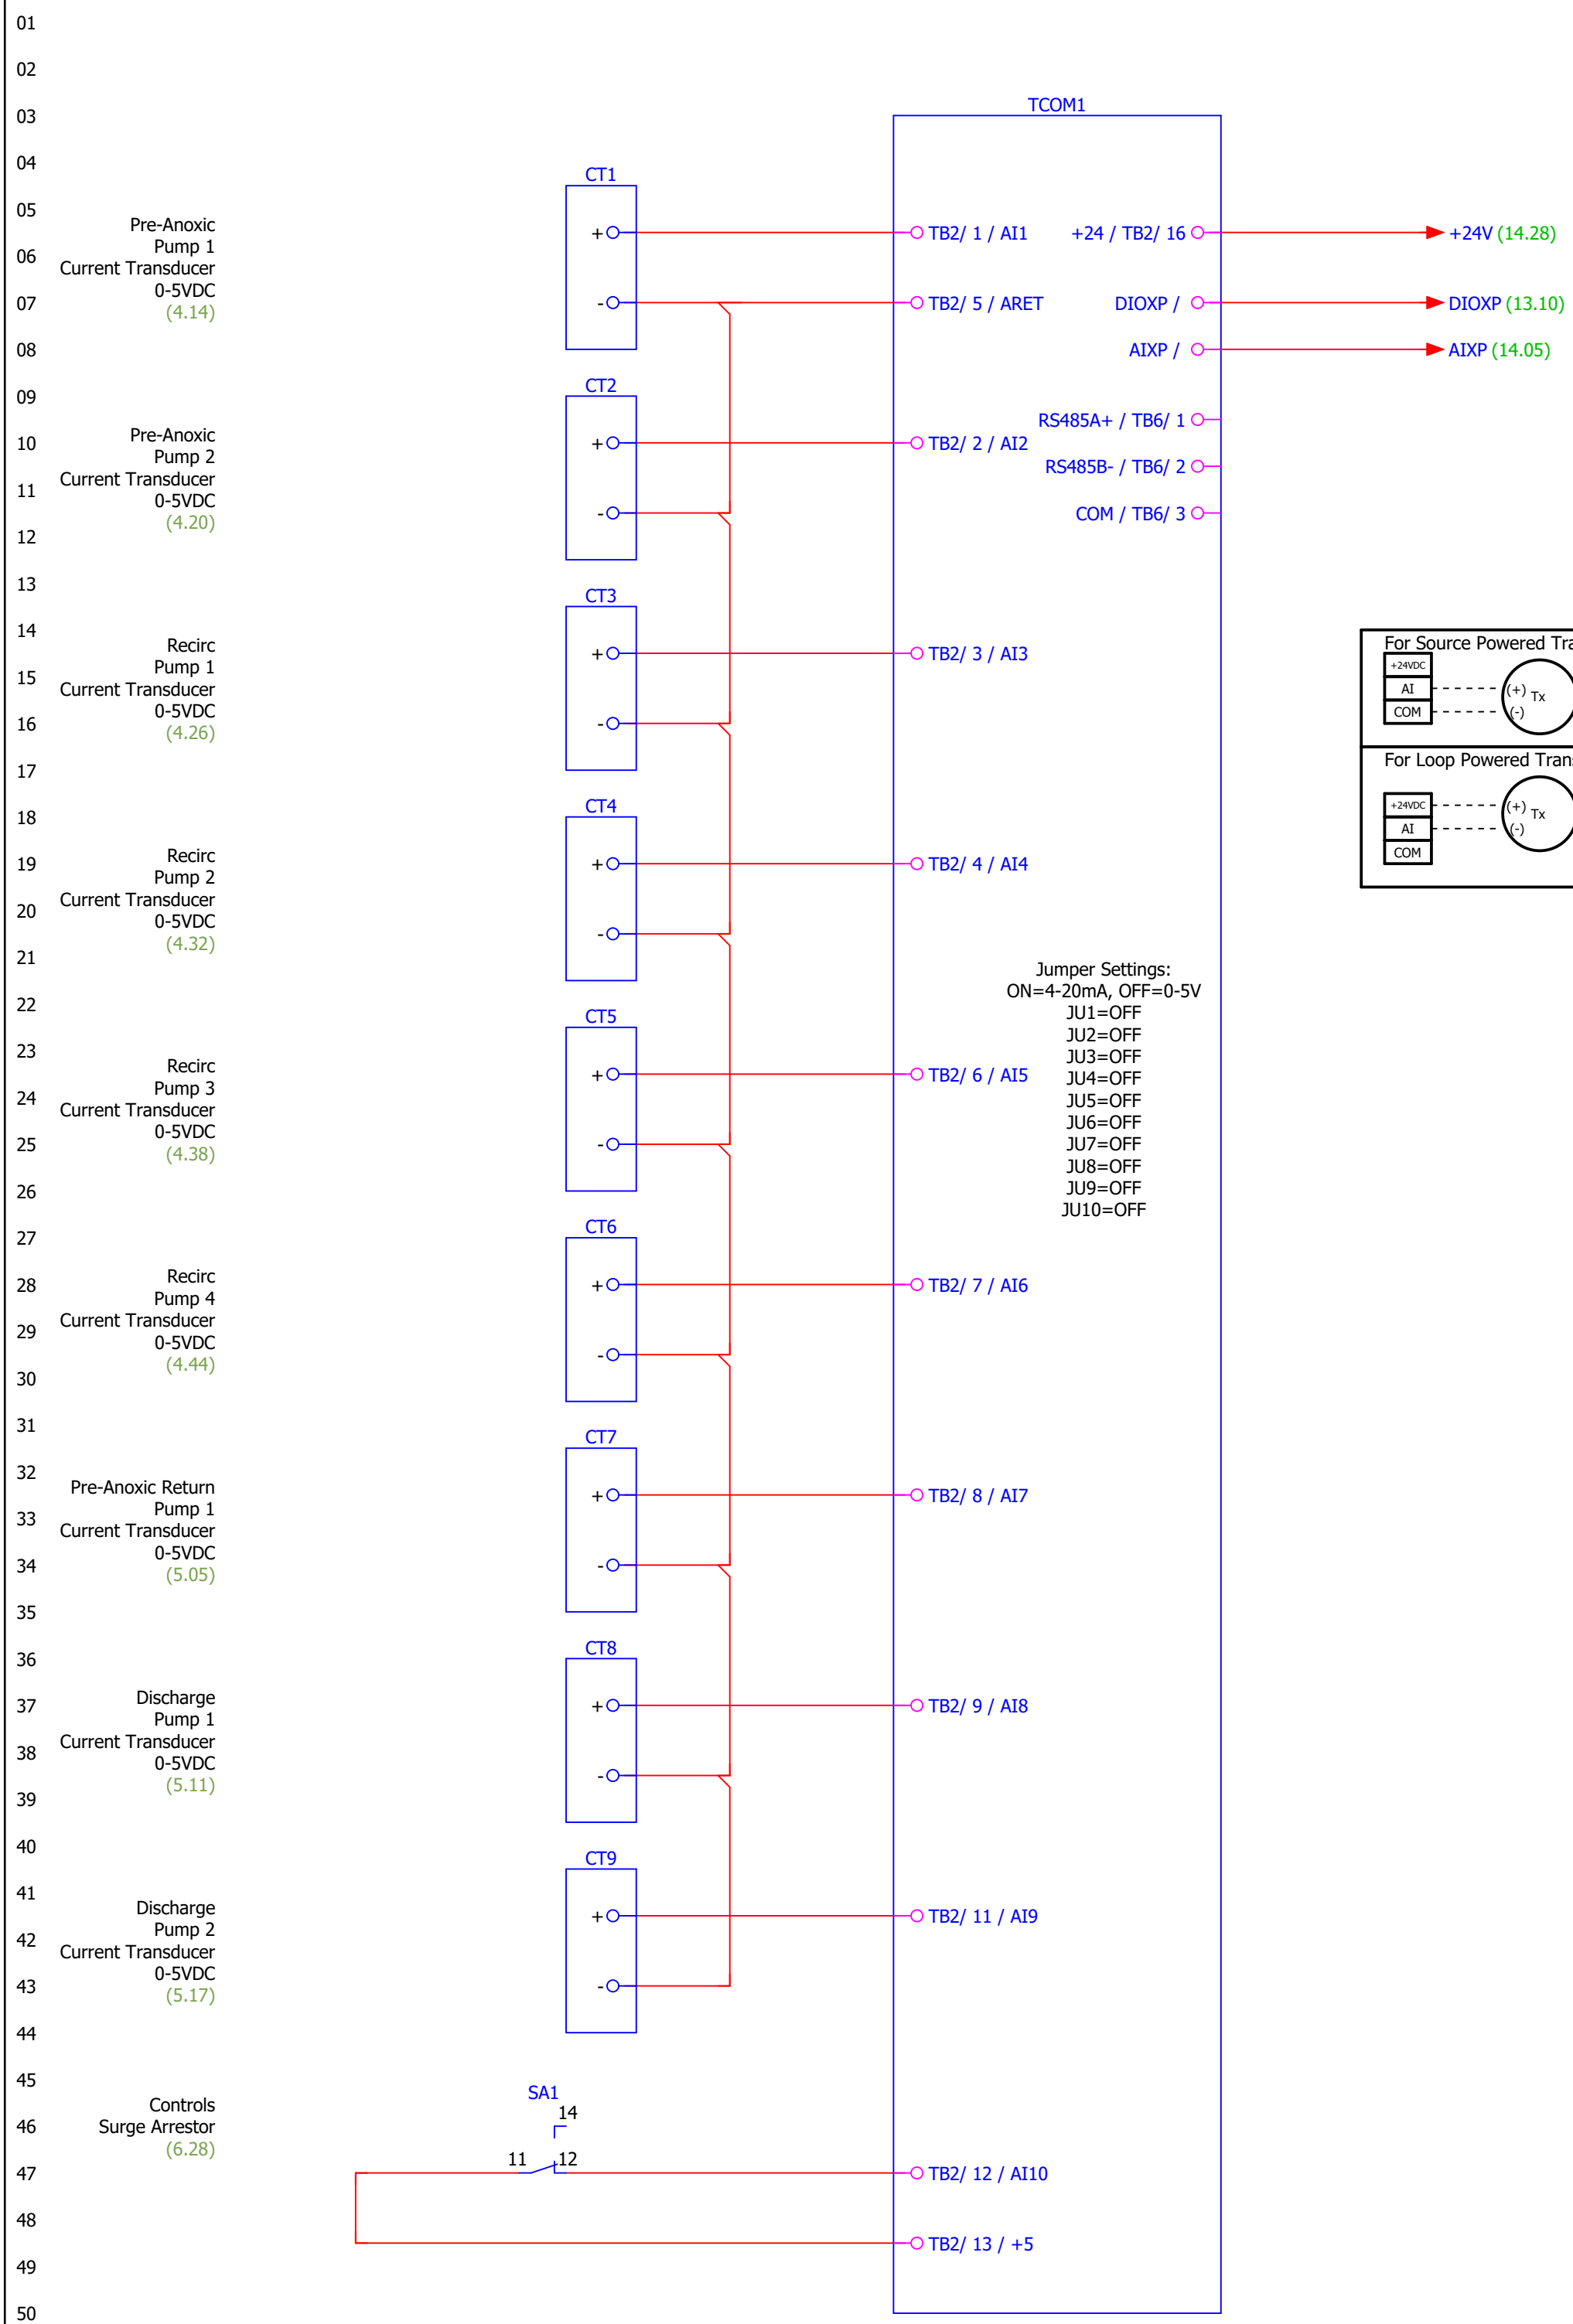 01
02
03
04
05
06
07
08
09
10
11
12
13
14
15
16
17
18
19
20
21
22
23
24
25
26
27
28
29
30
31
32
33
34
35
36
37
38
39
40
41
42
43
44
45
46
47
48
49
50
Pre-Anoxic
Pump 1
Current Transducer
0-5VDC
(4.14)
Pre-Anoxic
Pump 2
Current Transducer
0-5VDC
(4.20)
Recirc
Pump 1
Current Transducer
0-5VDC
(4.26)
Recirc
Pump 2
Current Transducer
0-5VDC
(4.32)
Recirc
Pump 3
Current Transducer
0-5VDC
(4.38)
Recirc
Pump 4
Current Transducer
0-5VDC
(4.44)
Pre-Anoxic Return
Pump 1
Current Transducer
0-5VDC
(5.05)
Discharge
Pump 1
Current Transducer
0-5VDC
(5.11)
Discharge
Pump 2
Current Transducer
0-5VDC
(5.17)
Controls
Surge Arrestor
(6.28)
CT1
+
-
CT2
+
-
CT3
+
-
CT4
+
-
CT5
+
-
CT6
+
-
CT7
+
-
CT8
+
-
CT9
+
-
SA1
14
11
12
TCOM1
TB2/ 1 / AI1
TB2/ 5 / ARET
TB2/ 2 / AI2
TB2/ 3 / AI3
TB2/ 4 / AI4
TB2/ 6 / AI5
TB2/ 7 / AI6
TB2/ 8 / AI7
TB2/ 9 / AI8
TB2/ 11 / AI9
TB2/ 12 / AI10
TB2/ 13 / +5
+24 / TB2/ 16
DIOXP /
AIXP /
RS485A+ / TB6/ 1
RS485B- / TB6/ 2
COM / TB6/ 3
Jumper Settings:
ON=4-20mA, OFF=0-5V
JU1=OFF
JU2=OFF
JU3=OFF
JU4=OFF
JU5=OFF
JU6=OFF
JU7=OFF
JU8=OFF
JU9=OFF
JU10=OFF
+24V (14.28)
DIOXP (13.10)
AIXP (14.05)
For Source Powered
+24VDC
AI
COM
(+) Tx
(-)
For Loop Powered
+24VDC
AI
COM
(+) Tx
(-)